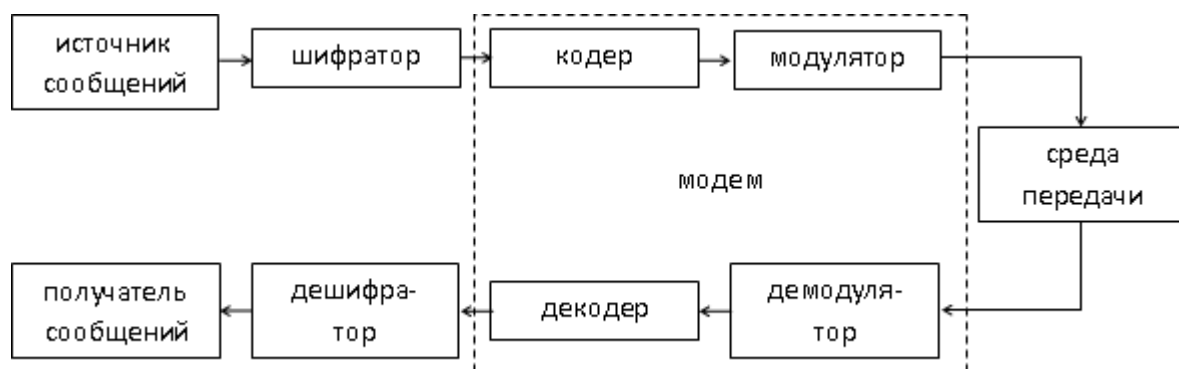 источник
сообщений
шифратор
кодер
модулятор
среда
передачи
модем
получатель
сообщений
дешифра-
тор
декодер
демодуля-
тор